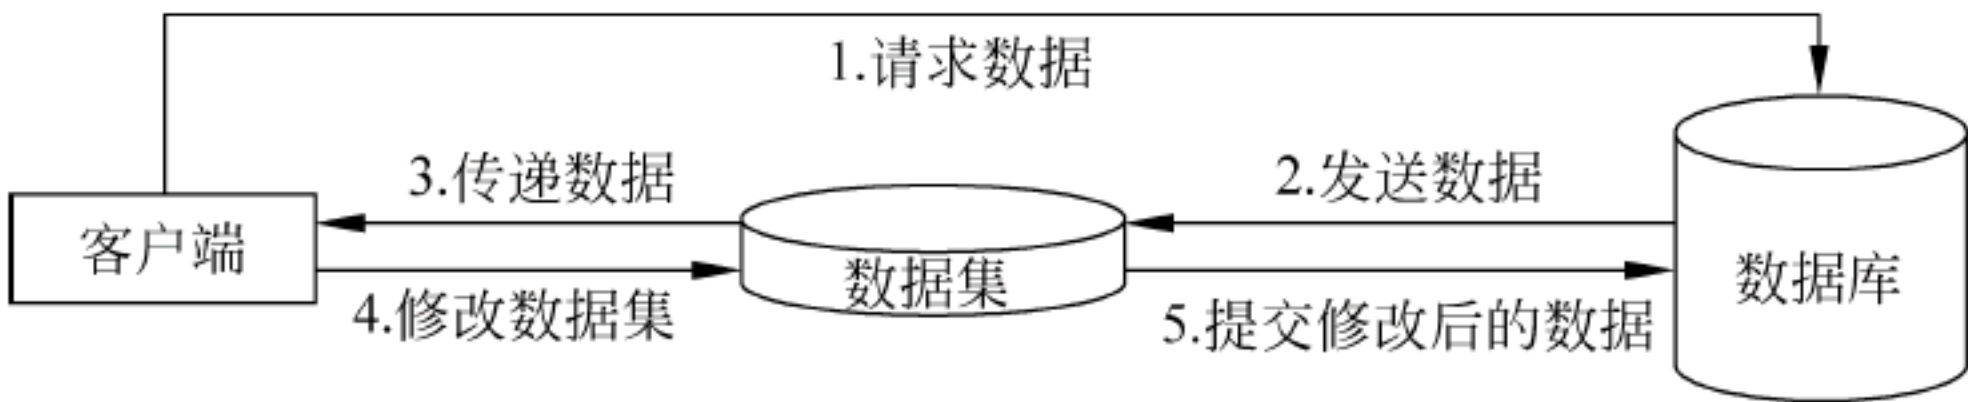 1.请求数据
3.传递数据
2.发送数据
客户端
数据集
数据库
4.修改数据集
5.提交修改后的数据